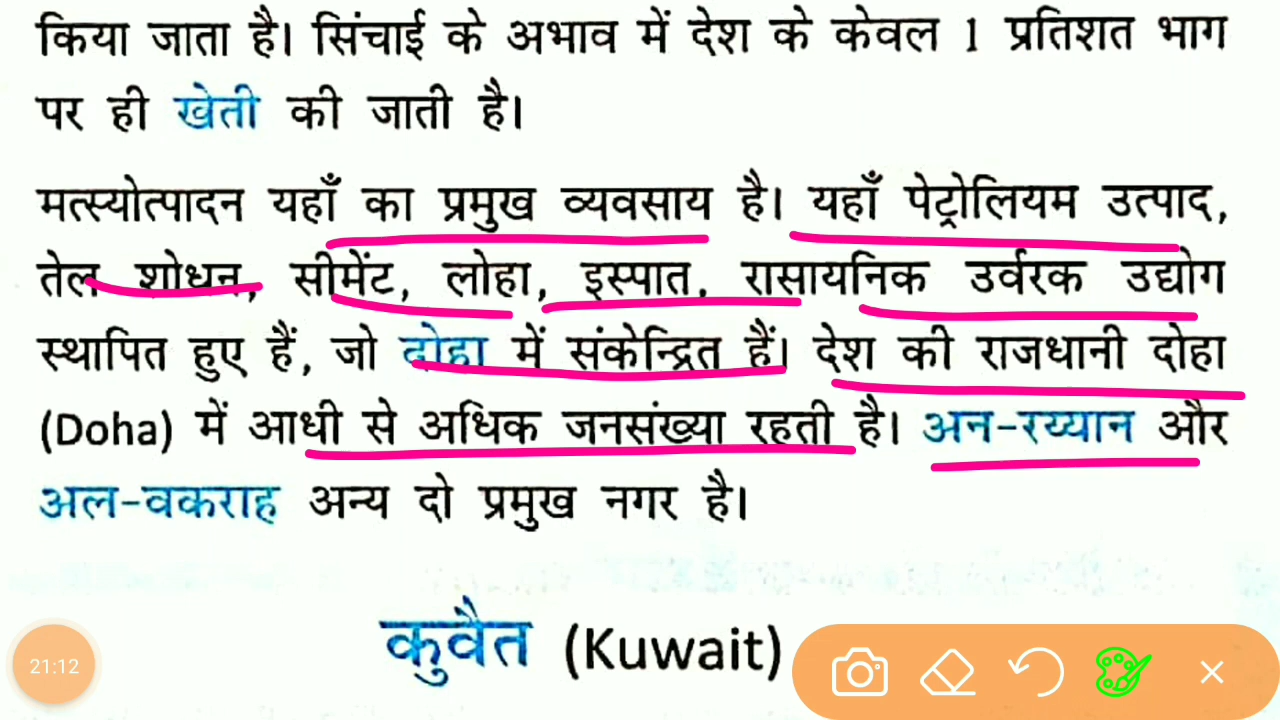 किया जाता है। सिंचाई के अभाव में देश के केवल 1 प्रतिशत भाग
पर ही खेती की जाती है।
मत्स्योत्पादन यहाँ का प्रमुख व्यवसाय है। यहाँ पेट्रोलियम उत्पाद,
तेल शोधन, सीमेंट, लोहा, इस्पात, रासायनिक उर्वरक उद्योग
स्थापित हुए हैं, जो दोहा में संकेन्द्रित हैं। देश की राजधानी दोहा
(Doha) में आधी से अधिक जनसंख्या रहती है। अन-रय्यान और
अल-वकराह अन्य दो प्रमुख नगर है।
कुवैत (Kuwait)
21:12